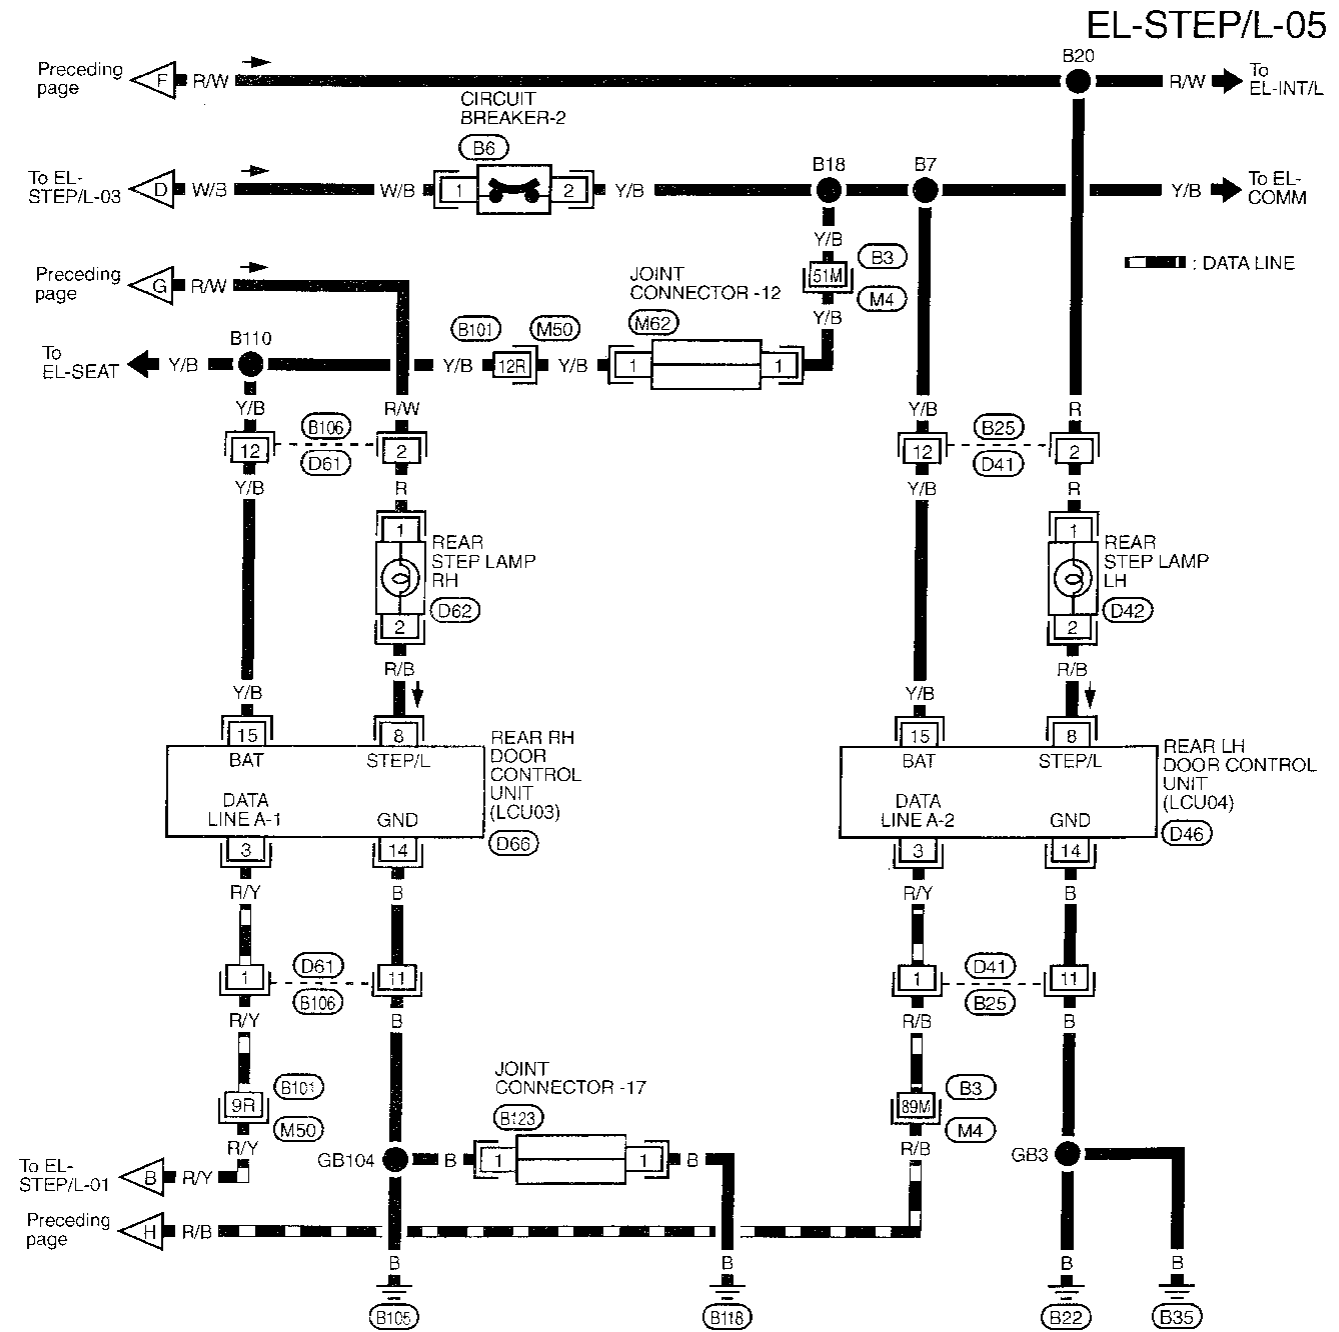 EL-STEP/L-05
B20
Preceding
page
F
R/W
R/W
To
EL-INT/L
CIRCUIT
BREAKER-2
B6
B18
B7
To EL-
STEP/L-03
D
W/B
W/B
1
2
Y/B
Y/B
To EL-
COMM
Y/B
B3
51M
M4
: DATA LINE
Preceding
page
G
R/W
JOINT
CONNECTOR -12
Y/B
B110
B101
M50
M62
To
EL-SEAT
Y/B
Y/B
12R
Y/B
1
1
Y/B
R/W
Y/B
R
B106
B25
12
2
12
2
D61
D41
Y/B
R
Y/B
R
1
1
REAR
STEP LAMP
RH
REAR
STEP LAMP
LH
D62
D42
2
2
R/B
R/B
Y/B
Y/B
15
8
15
8
BAT
STEP/L
BAT
STEP/L
REAR RH
DOOR
CONTROL
UNIT
(LCU03)
REAR LH
DOOR CONTROL
UNIT
(LCU04)
DATA
LINE A-1
GND
DATA
LINE A-2
GND
D66
D46
3
14
3
14
R/Y
B
R/Y
B
D61
D41
1
11
1
11
B106
B25
R/Y
B
R/B
B
JOINT
CONNECTOR -17
B101
B3
9R
89M
B123
M50
M4
R/Y
R/B
GB104
B
1
1
B
GB3
To EL-
STEP/L-01
B
R/Y
Preceding
page
H
R/B
B
B
B
B
B105
B118
B22
B35